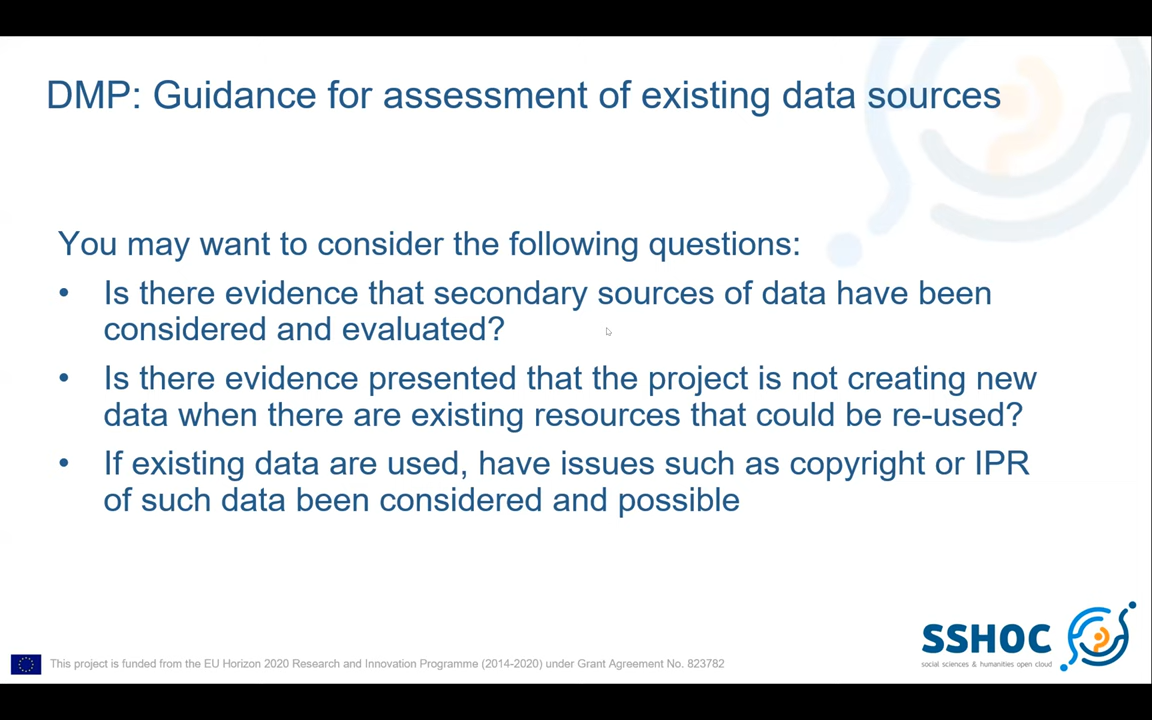 DMP: Guidance for assessment of existing data sources
You may want to consider the following questions:
• Is there evidence that secondary sources of data have been
considered and evaluated?
• Is there evidence presented that the project is not creating new
data when there are existing resources that could be re-used?
• If existing data are used, have issues such as copyright or IPR
of such data been considered and possible
SSHOC
social sciences & humanities open cloud
This project is funded from the EU Horizon 2020 Research and Innovation Programme (2014-2020) under Grant Agreement No. 823782